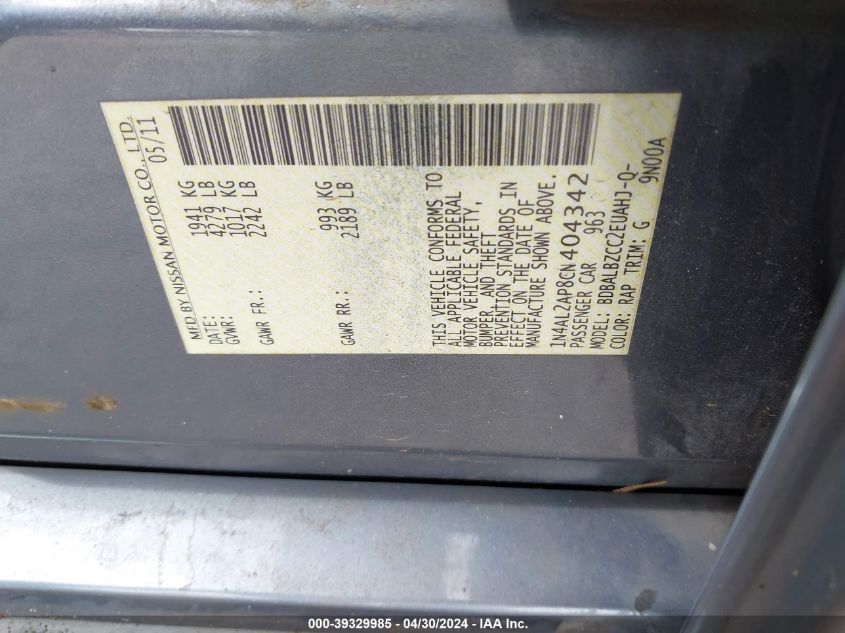 MFD BY NISSAN MOTOR CO., LTD.
DATE: 05/11
GVWR: 1941 KG
4279 LB
GAWR FR.: 1017 KG
2242 LB
GAWR RR.: 993 KG
2189 LB
THIS VEHICLE CONFORMS TO
ALL APPLICABLE FEDERAL
MOTOR VEHICLE SAFETY,
BUMPER, AND THEFT
PREVENTION STANDARDS IN
EFFECT ON THE DATE OF
MANUFACTURE SHOWN ABOVE.
1N4AL2AP8CN404342
PASSENGER CAR 963
MODEL: BDBALBZCC2EUAHJ-Q-
COLOR: RAP TRIM: G 9N00A
000-39329985 - 04/30/2024 - IAA Inc.